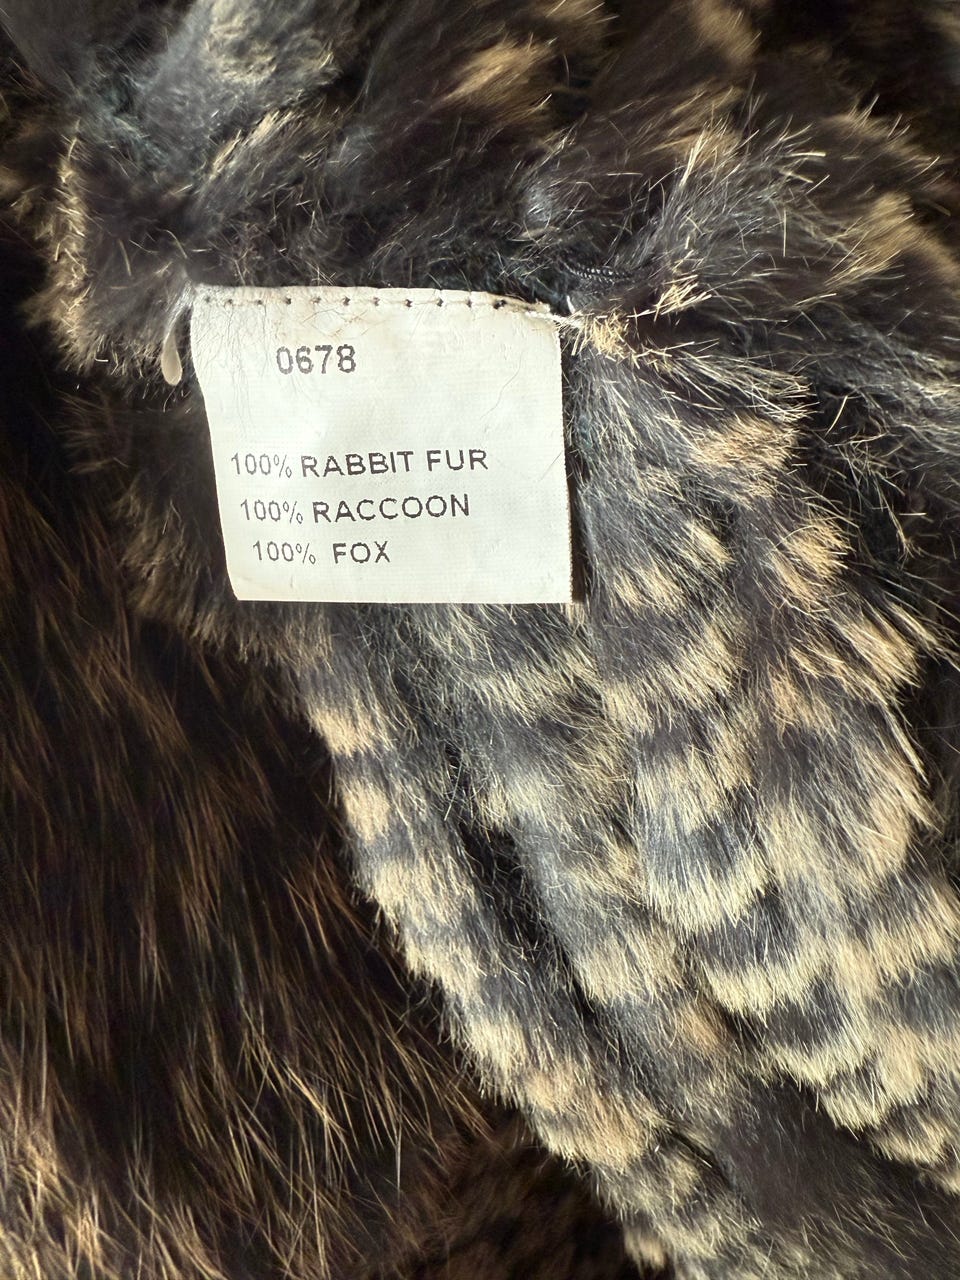 0678
100% RABBIT FUR
100% RACCOON
100% FOX